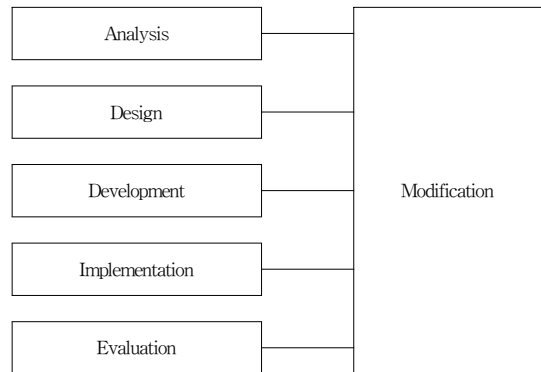 Analysis
Design
Development
Modification
Implementation
Evaluation